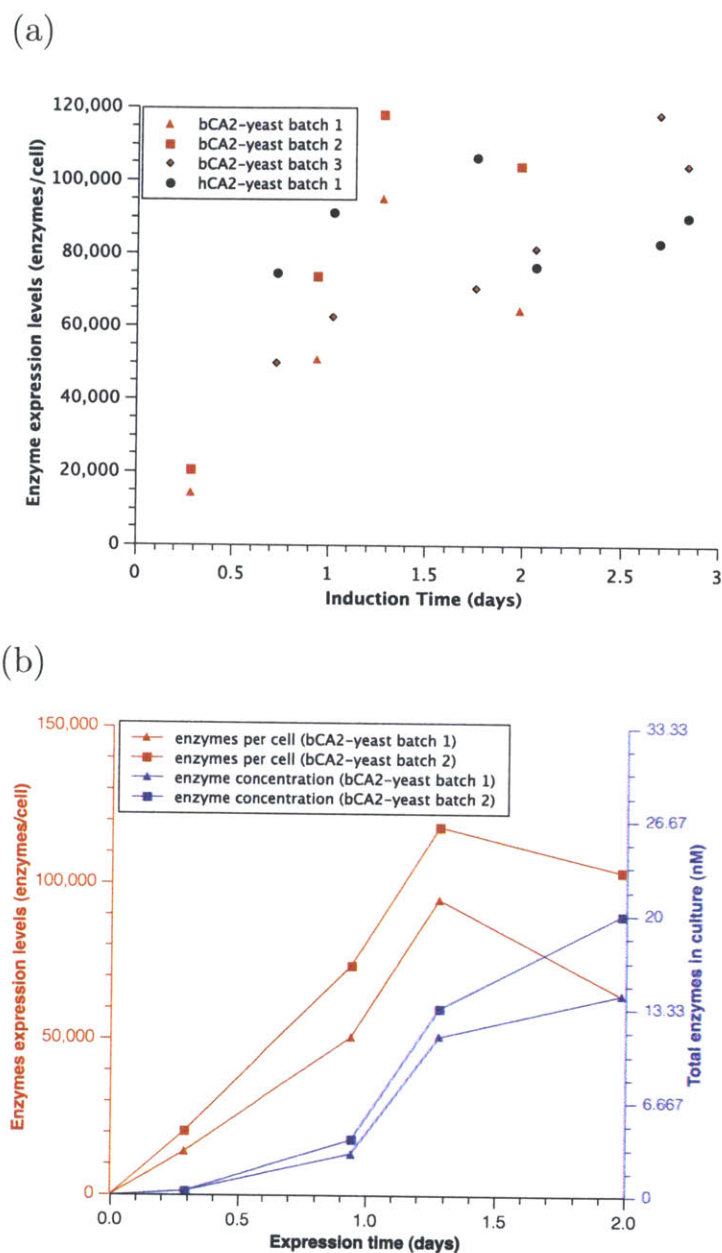 (a)
120,000
100,000
80,000
60,000
40,000
20,000
0
Enzyme expression levels (enzymes/cell)
bCA2-yeast batch 1
bCA2-yeast batch 2
bCA2-yeast batch 3
hCA2-yeast batch 1
0 0.5 1 1.5 2 2.5 3
Induction Time (days)
(b)
150,000
100,000
50,000
0
Enzymes expression levels (enzymes/cell)
enzymes per cell (bCA2-yeast batch 1)
enzymes per cell (bCA2-yeast batch 2)
enzyme concentration (bCA2-yeast batch 1)
enzyme concentration (bCA2-yeast batch 2)
33.33
26.67
20
13.33
6.667
0
Total enzymes in culture (nM)
0.0 0.5 1.0 1.5 2.0
Expression time (days)